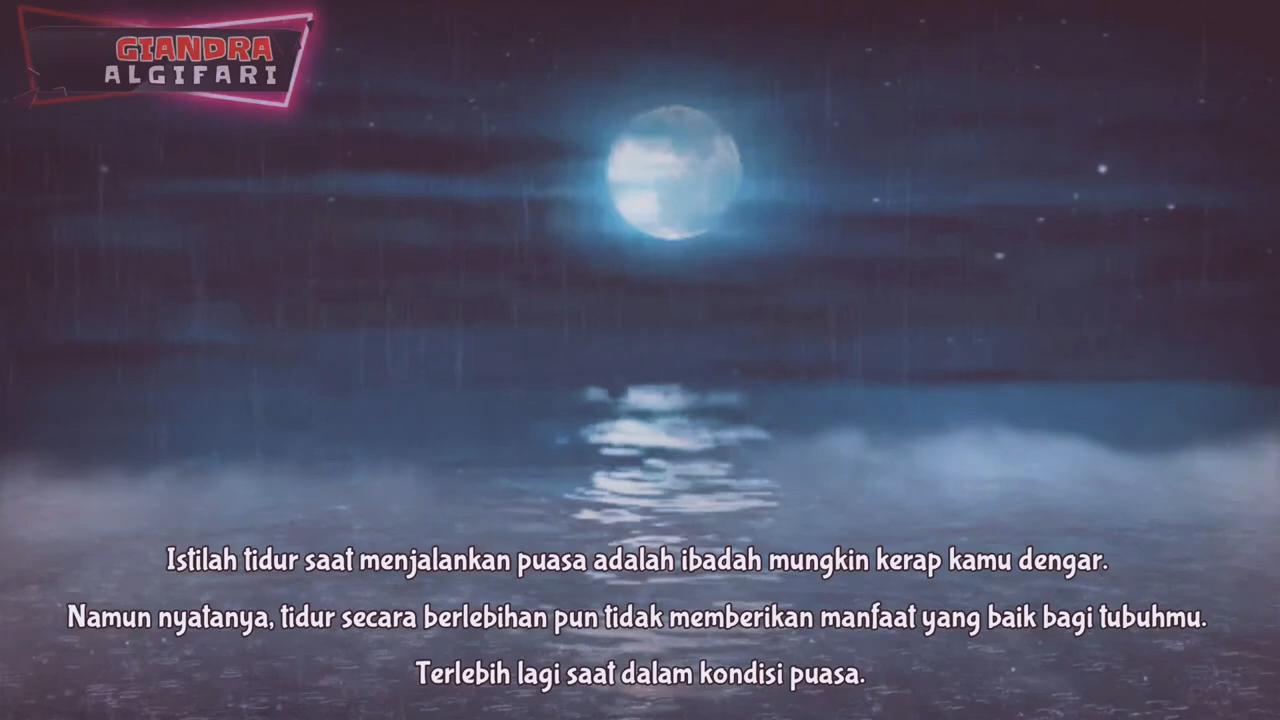 GIANDRA
ALGIFARI
Istilah tidur saat menjalankan puasa adalah ibadah mungkin kerap kamu dengar.
Namun nyatanya, tidur secara berlebihan pun tidak memberikan manfaat yang baik bagi tubuhmu.
Terlebih lagi saat dalam kondisi puasa.